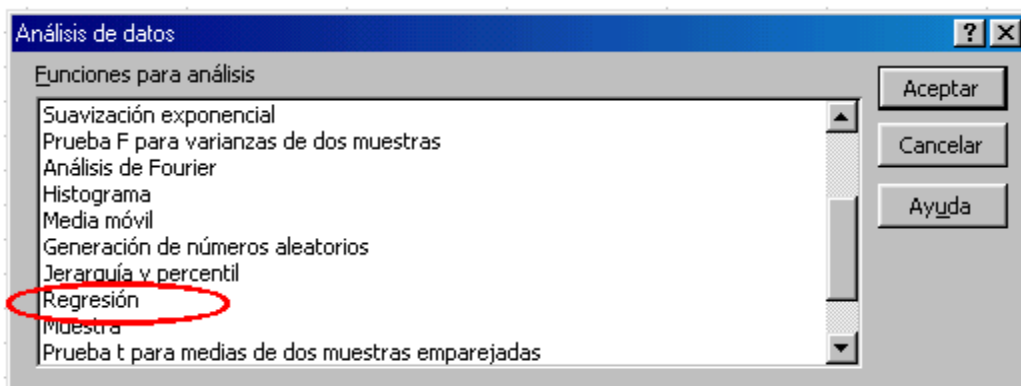 Análisis de datos
Funciones para análisis
Suavización exponencial
Prueba F para varianzas de dos muestras
Análisis de Fourier
Histograma
Media móvil
Generación de números aleatorios
Jerarquía y percentil
Regresión
Muestra
Prueba t para medias de dos muestras emparejadas
Aceptar
Cancelar
Ayuda